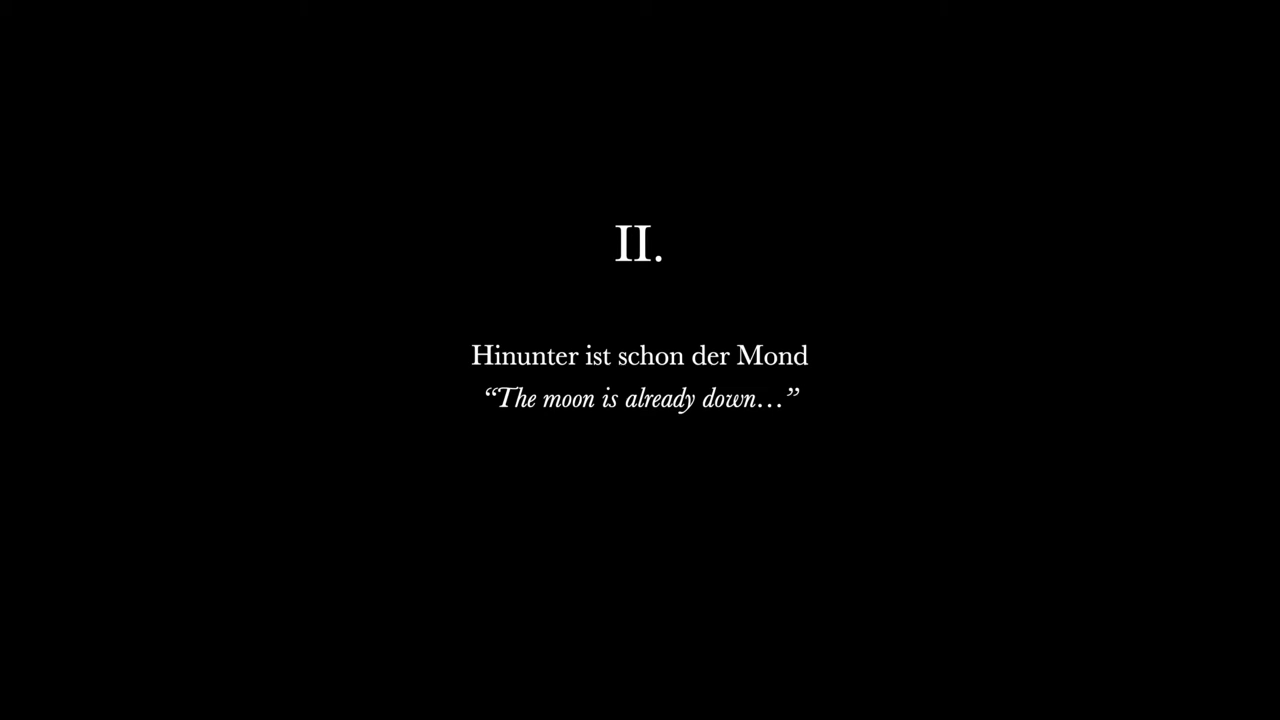 II.
Hinunter ist schon der Mond
“The moon is already down…”